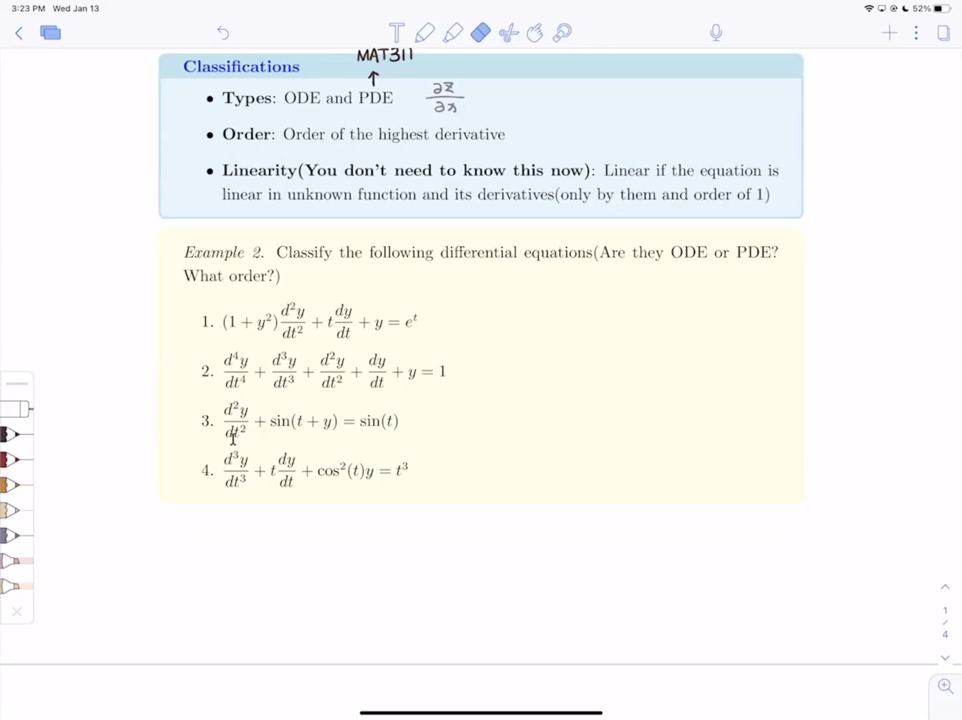 3:23 PM Wed Jan 13
52%
MAT311
Classifications
• Types: ODE and PDE ∂z/∂x
• Order: Order of the highest derivative
• Linearity(You don't need to know this now): Linear if the equation is
linear in unknown function and its derivatives(only by them and order of 1)
Example 2. Classify the following differential equations(Are they ODE or PDE?
What order?)
1. (1 + y²) d²y/dt² + t dy/dt + y = eᵗ
2. d⁴y/dt⁴ + d³y/dt³ + d²y/dt² + dy/dt + y = 1
3. d²y/dt² + sin(t + y) = sin(t)
4. d³y/dt³ + t dy/dt + cos²(t)y = t³
1
/
4